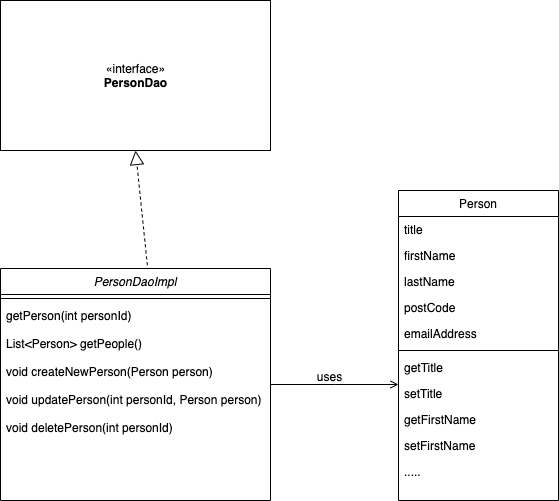 «interface»
PersonDao
PersonDaoImpl
getPerson(int personId)
List<Person> getPeople()
void createNewPerson(Person person)
void updatePerson(int personId, Person person)
void deletePerson(int personId)
uses
Person
title
firstName
lastName
postCode
emailAddress
getTitle
setTitle
getFirstName
setFirstName
.....